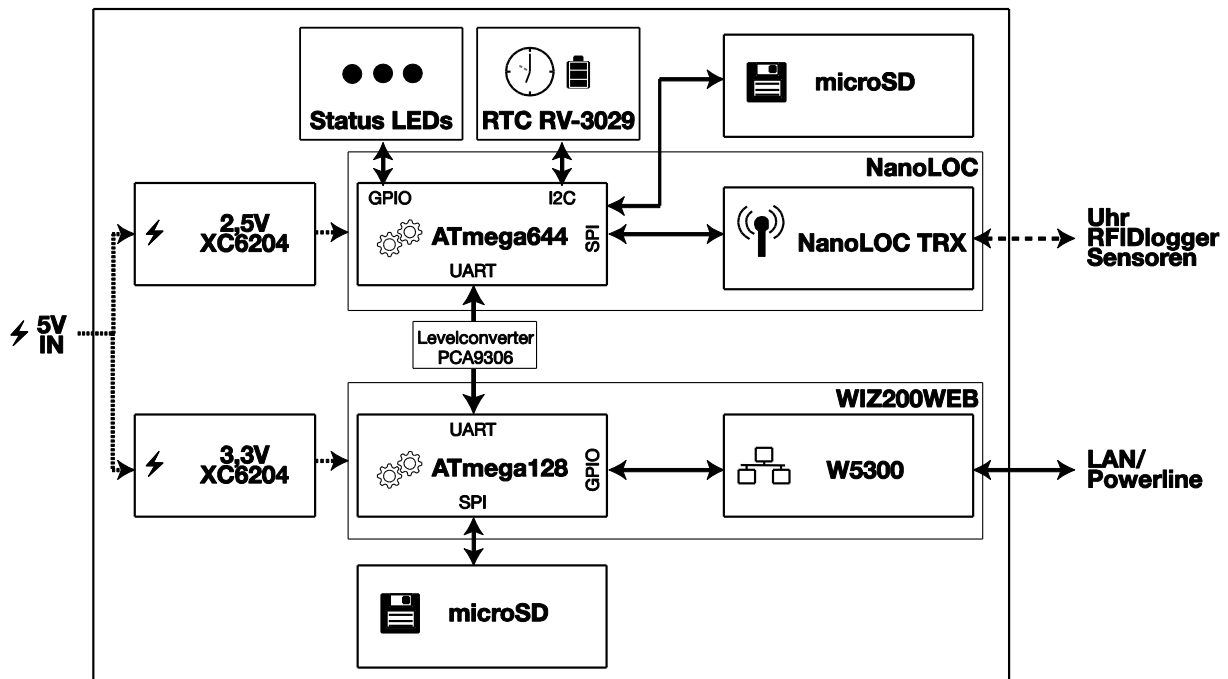 Status LEDs
RTC RV-3029
microSD
NanoLOC
GPIO
I2C
2,5V
XC6204
ATmega644
SPI
UART
NanoLOC TRX
Uhr
RFIDlogger
Sensoren
5V
IN
Levelconverter
PCA9306
WIZ200WEB
UART
3,3V
XC6204
ATmega128
GPIO
SPI
W5300
LAN/
Powerline
microSD